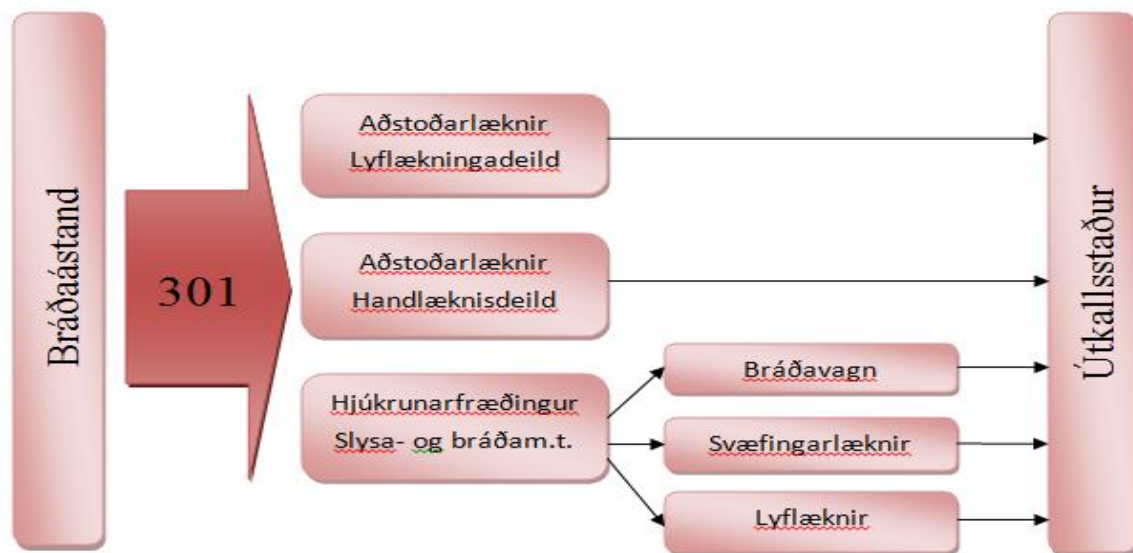 Bráðaástand
301
Aðstoðarlæknir
Lyflækningadeild
Aðstoðarlæknir
Handlæknisdeild
Hjúkrunarfræðingur
Slysa- og bráðam.t.
Bráðavagn
Svæfingarlæknir
Lyflæknir
Útkallsstaður